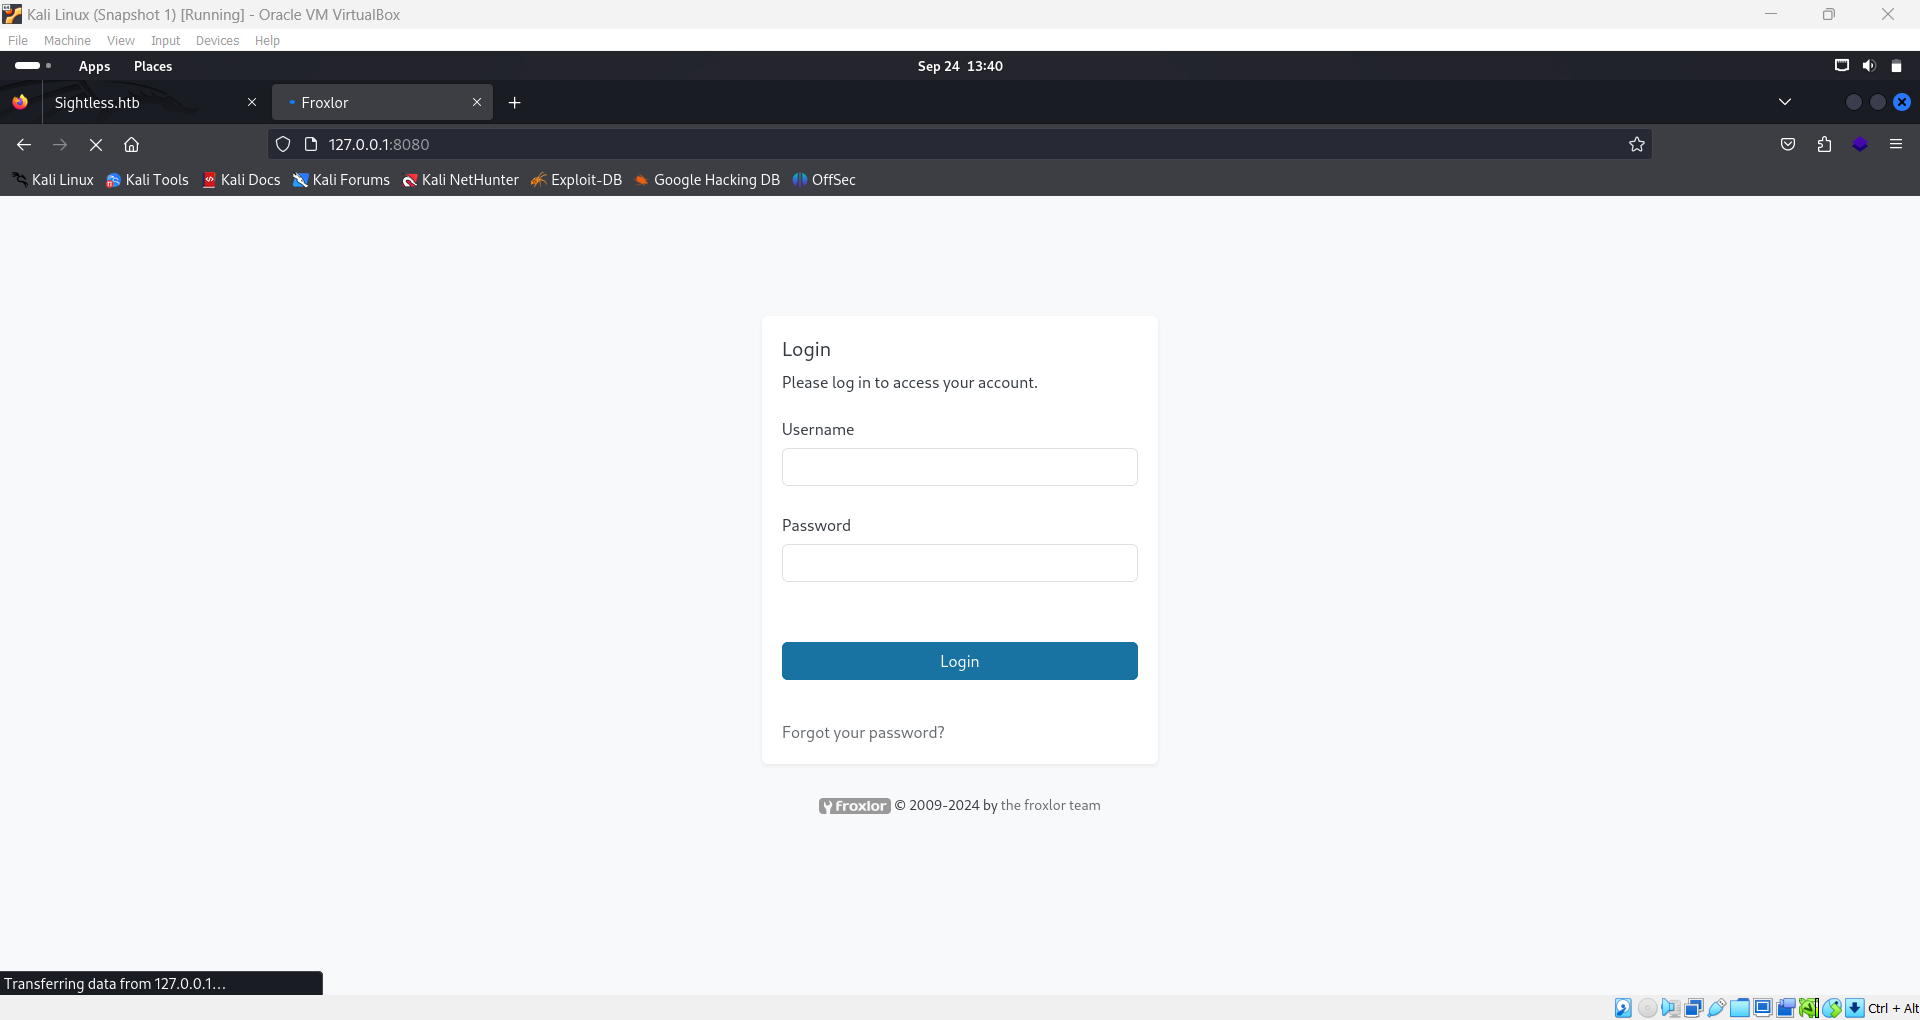 Kali Linux (Snapshot 1) [Running] - Oracle VM VirtualBox
File Machine View Input Devices Help
Apps Places Sep 24 13:40
Sightless.htb Froxlor
127.0.0.1:8080
Kali Linux Kali Tools Kali Docs Kali Forums Kali NetHunter Exploit-DB Google Hacking DB OffSec
Login
Please log in to access your account.
Username
Password
Login
Forgot your password?
froxlor © 2009-2024 by the froxlor team
Transferring data from 127.0.0.1…
Ctrl + Alt